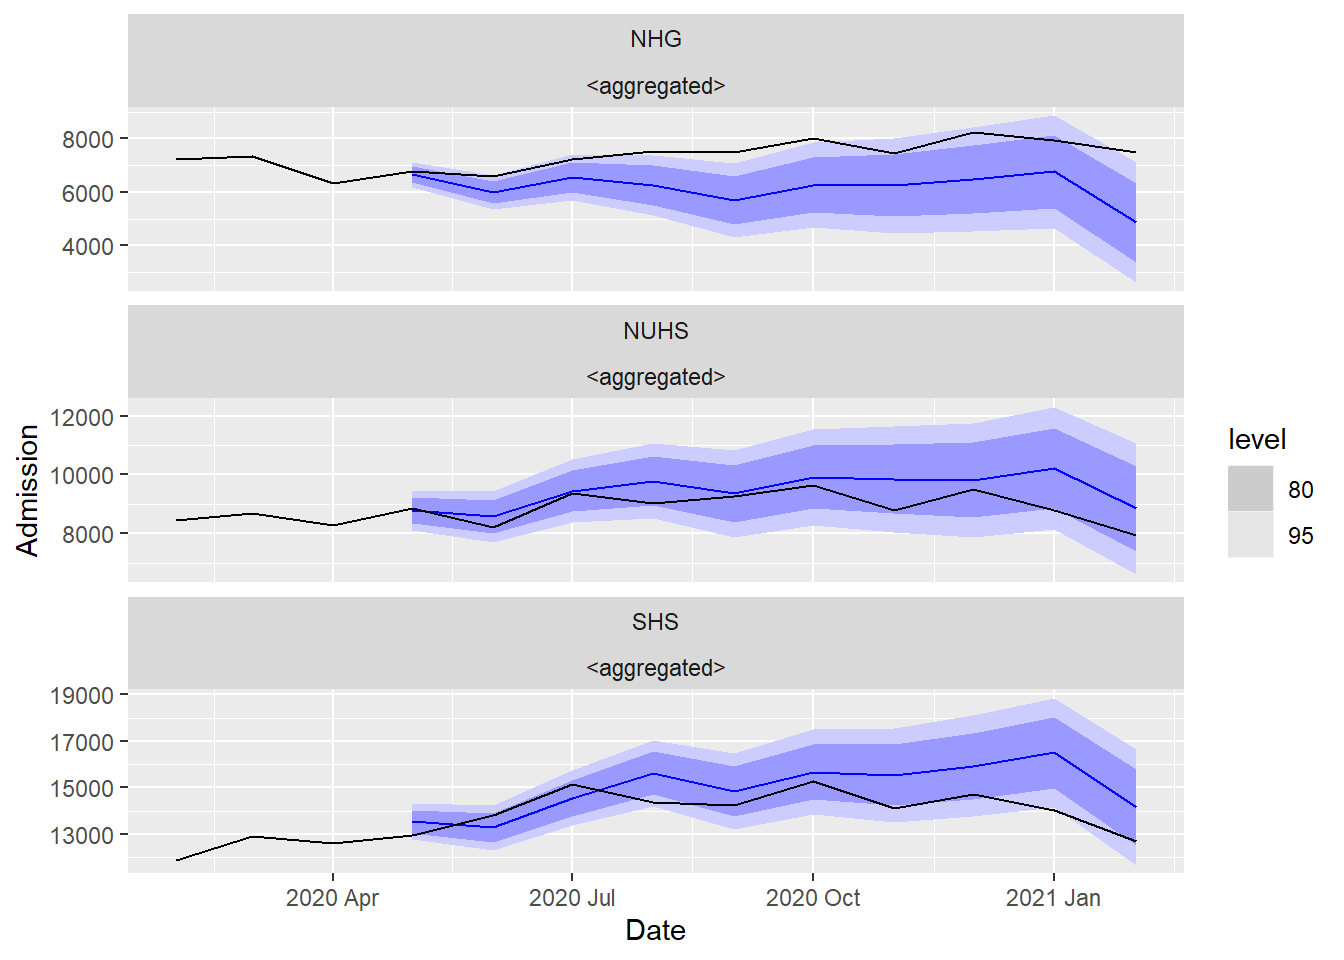 NHG
<aggregated>
8000
6000
4000
NUHS
<aggregated>
12000
10000
8000
SHS
<aggregated>
19000
17000
15000
13000
2020 Apr
2020 Jul
2020 Oct
2021 Jan
Date
Admission
level
80
95